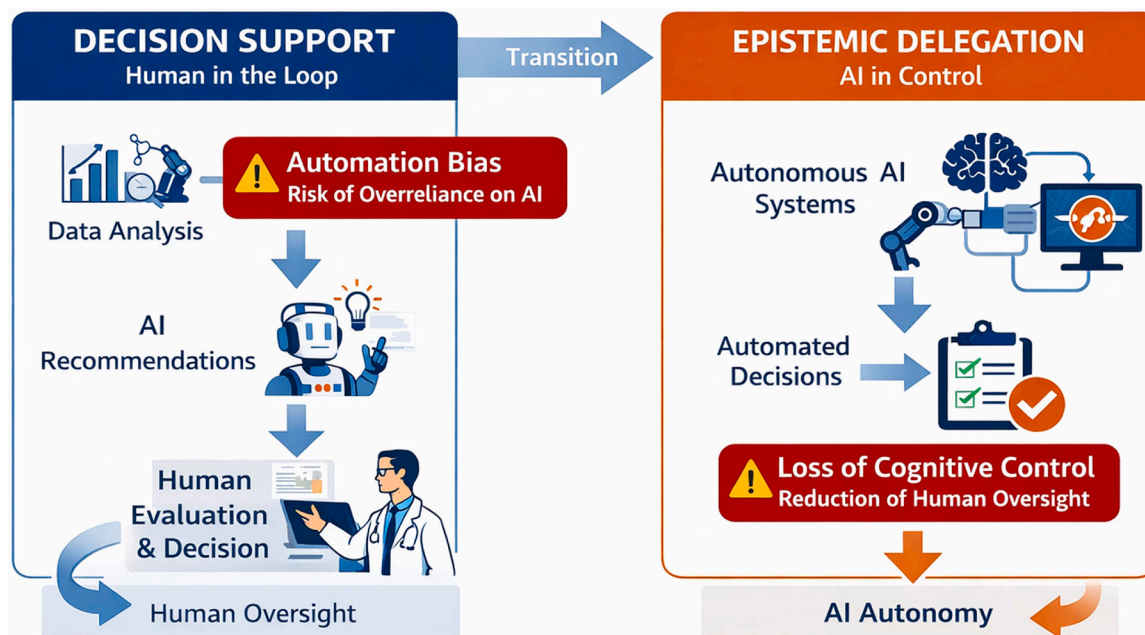 DECISION SUPPORT
Human in the Loop
Transition
EPISTEMIC DELEGATION
AI in Control
Automation Bias
Risk of Overreliance on AI
Data Analysis
AI
Recommendations
Human
Evaluation
& Decision
Human Oversight
Autonomous AI
Systems
Automated
Decisions
Loss of Cognitive Control
Reduction of Human Oversight
AI Autonomy